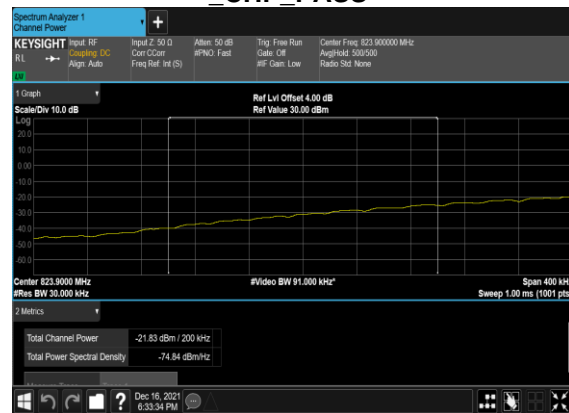 _CHP_PASS
Spectrum Analyzer 1
Channel Power
KEYSIGHT Input: RF Input Z: 50 Ω Atten: 50 dB Trig: Free Run Center Freq: 823.900000 MHz
RL Coupling: DC Corr CCorr #PNO: Fast Gate: Off Avg|Hold: 500/500
Align: Auto Freq Ref: Int (S) #IF Gain: Low Radio Std: None
1 Graph
Ref Lvl Offset 4.00 dB
Scale/Div 10.0 dB Ref Value 30.00 dBm
Log
20.0
10.0
0.00
-10.0
-20.0
-30.0
-40.0
-50.0
-60.0
Center 823.9000 MHz #Video BW 91.000 kHz* Span 400 kH
#Res BW 30.000 kHz Sweep 1.00 ms (1001 pts
2 Metrics
Total Channel Power -21.83 dBm / 200 kHz
Total Power Spectral Density -74.84 dBm/Hz
? Dec 16, 2021
6:33:34 PM